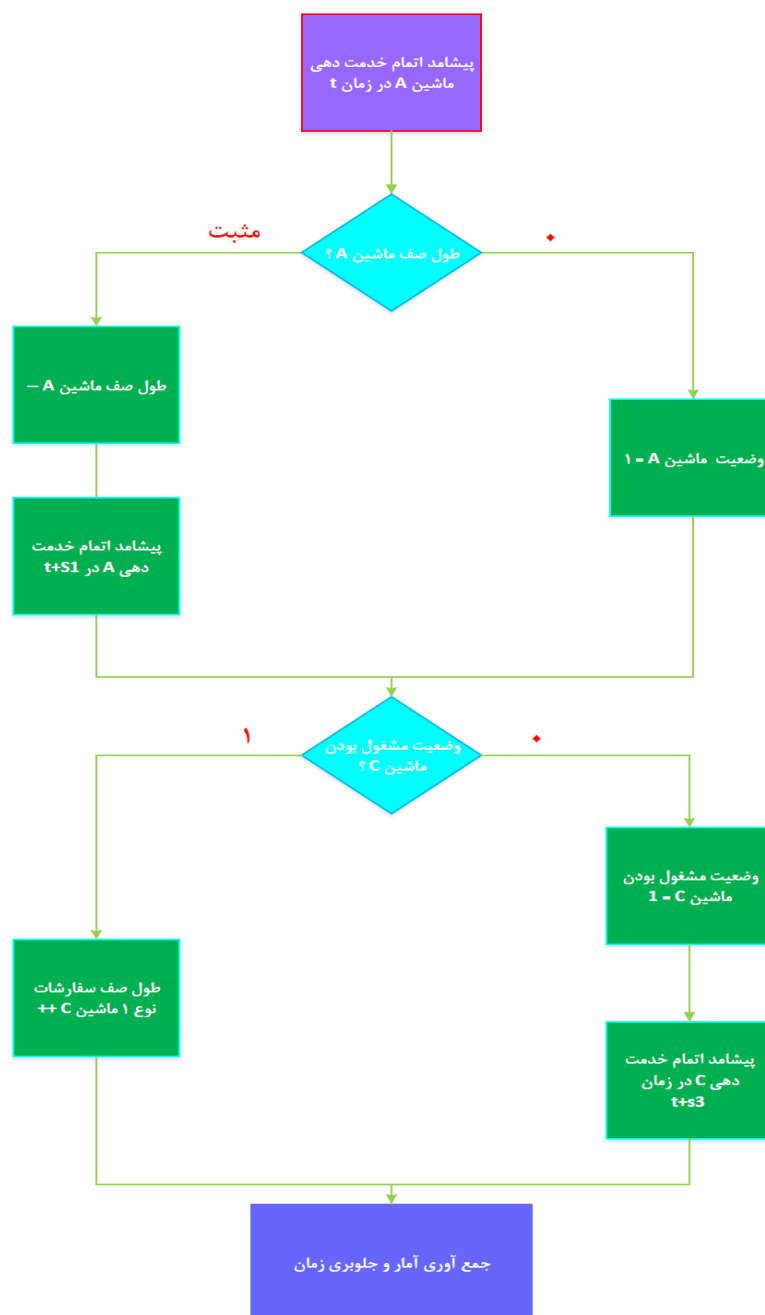 پیشامد اتمام خدمت دهی
ماشین A در زمان t
طول صف ماشین A ؟
مثبت
۰
طول صف ماشین A --
وضعیت ماشین A = ۱
پیشامد اتمام خدمت
دهی A در t+S1
وضعیت مشغول بودن
ماشین C ؟
۱
۰
وضعیت مشغول بودن
ماشین C = 1
طول صف سفارشات
نوع ۱ ماشین C ++
پیشامد اتمام خدمت
دهی C در زمان
t+s3
جمع آوری آمار و جلوبری زمان